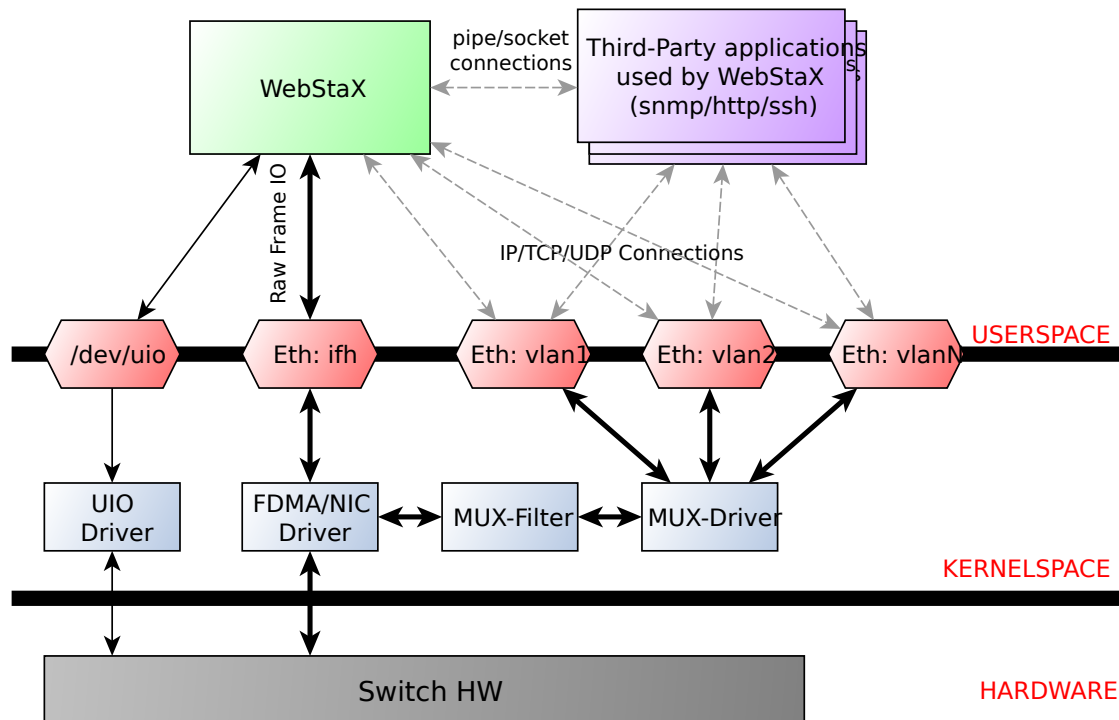 pipe/socket
connections
WebStaX
Third-Party applications
used by WebStaX
(snmp/http/ssh)
s
s
Raw Frame IO
IP/TCP/UDP Connections
USERSPACE
/dev/uio
Eth: ifh
Eth: vlan1
Eth: vlan2
Eth: vlanN
UIO
Driver
FDMA/NIC
Driver
MUX-Filter
MUX-Driver
KERNELSPACE
Switch HW
HARDWARE